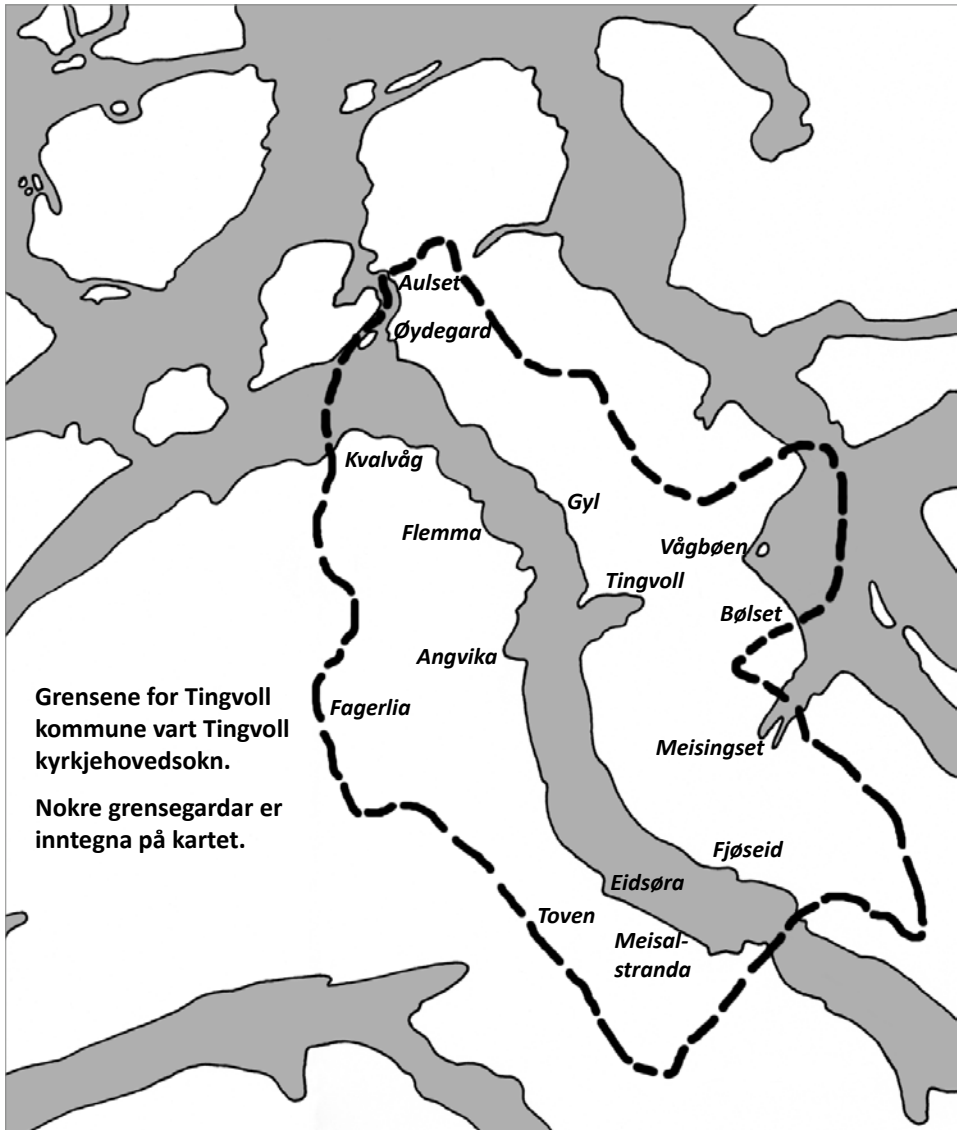 Aulset
Øydegard
Kvalvåg
Gyl
Flemma
Vågbøen
Tingvoll
Bølset
Angvika
Grensene for Tingvoll
kommune vart Tingvoll
kyrkjehovedsokn.
Nokre grensegardar er
inntegna på kartet.
Fagerlia
Meisingset
Fjøseid
Eidsøra
Toven
Meisal-
stranda